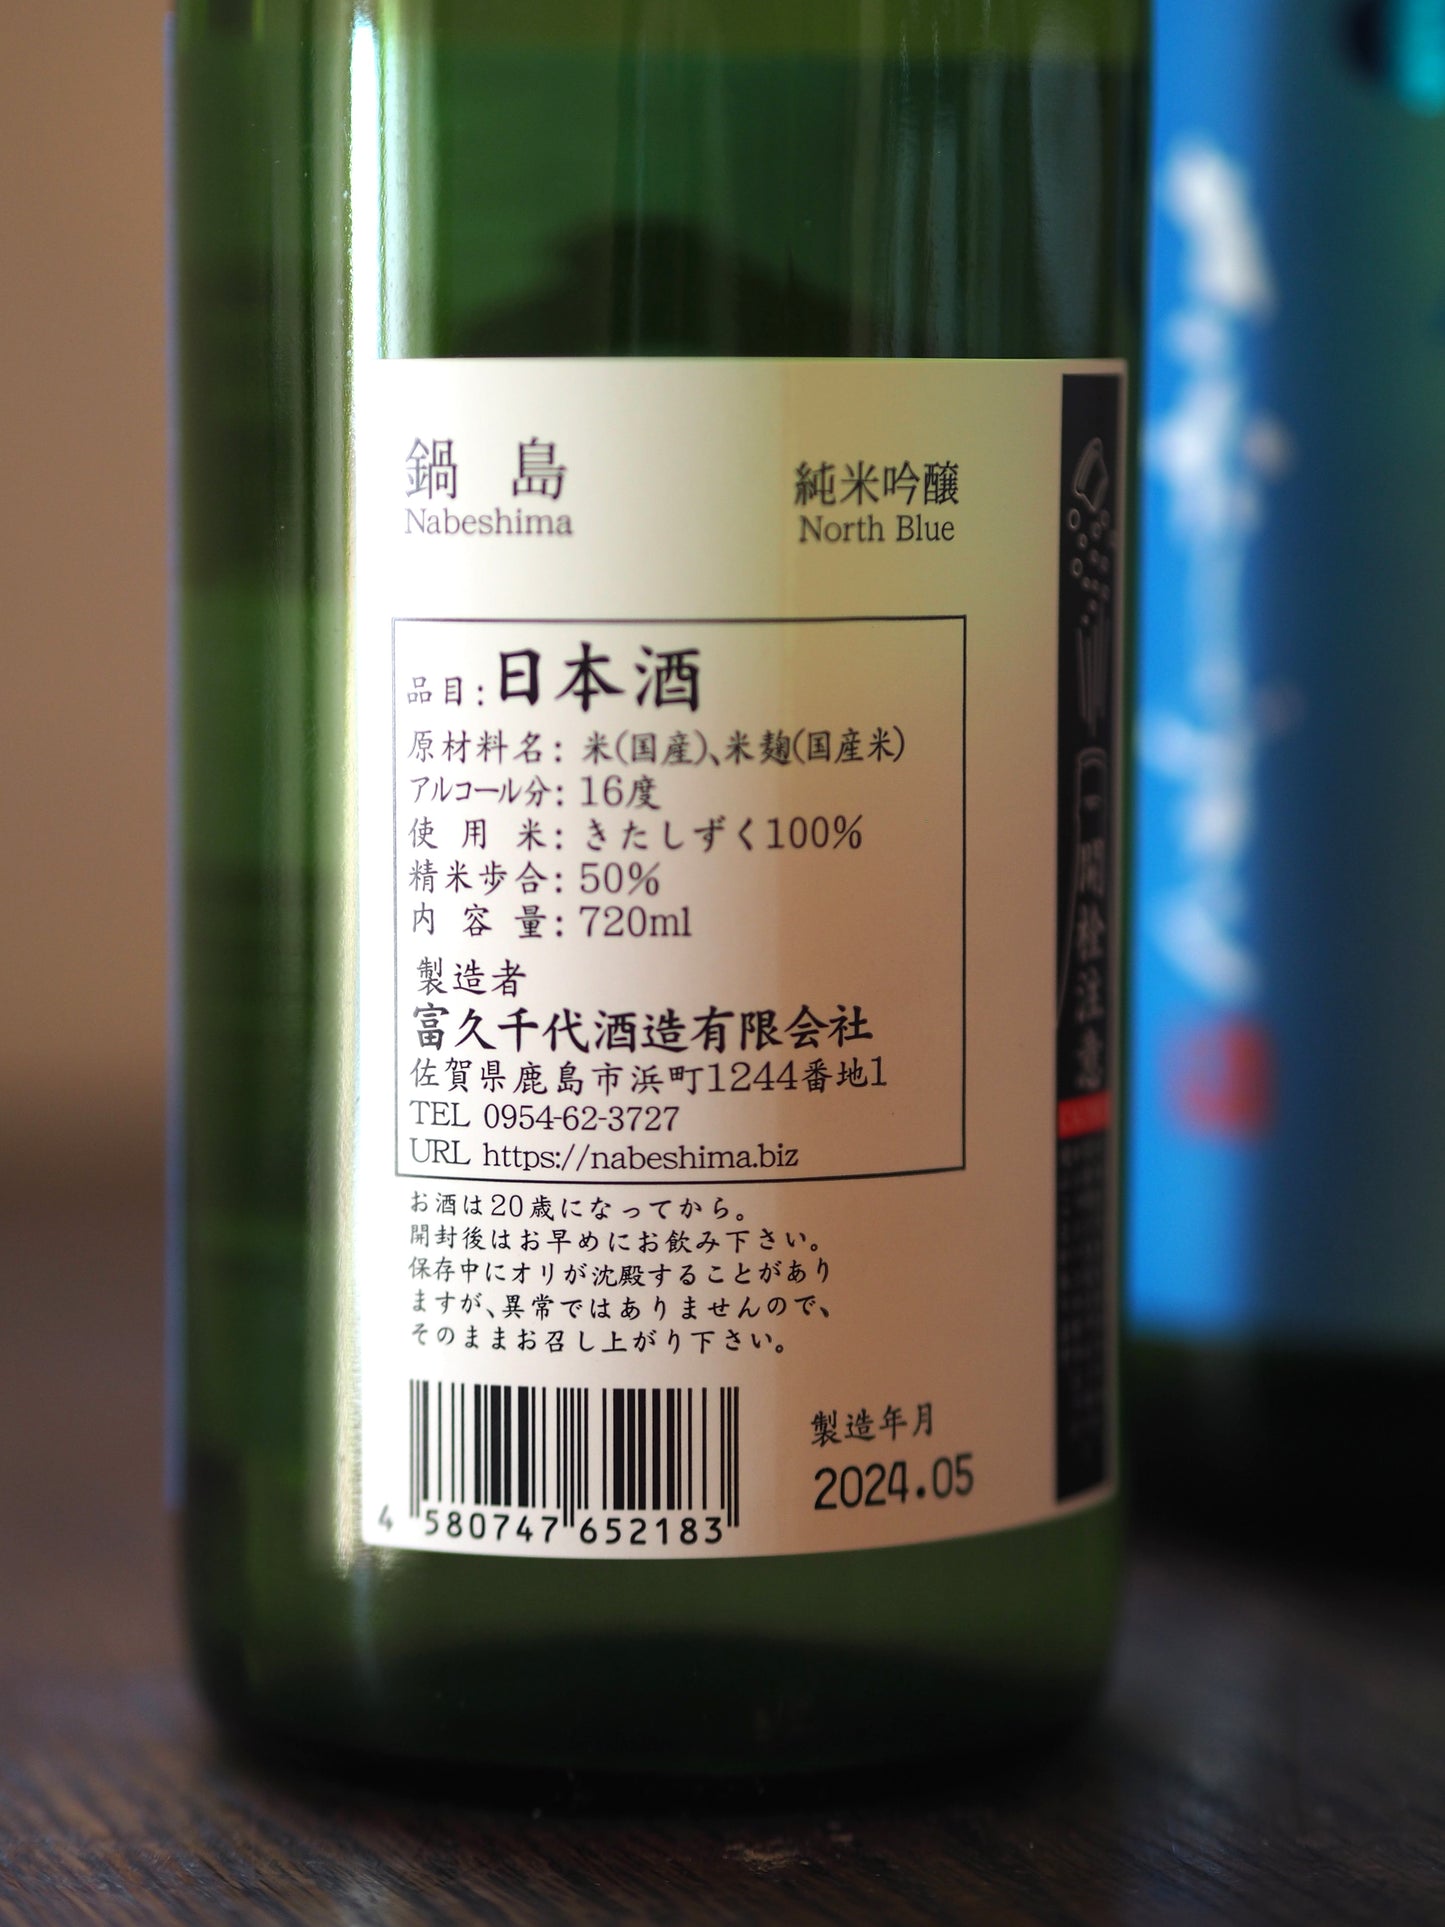 鍋島
Nabeshima
純米吟醸
North Blue
品目:日本酒
原材料名: 米(国産)、米麹(国産米)
アルコール分: 16度
使用米: きたしずく100%
精米歩合: 50%
内容量: 720ml
製造者
富久千代酒造有限会社
佐賀県鹿島市浜町1244番地1
TEL 0954-62-3727
URL https://nabeshima.biz
お酒は20歳になってから。
開封後はお早めにお飲み下さい。
保存中にオリが沈殿することがあり
ますが、異常ではありませんので、
そのままお召し上がり下さい。
4 580747 652183
製造年月
2024.05
開栓注意